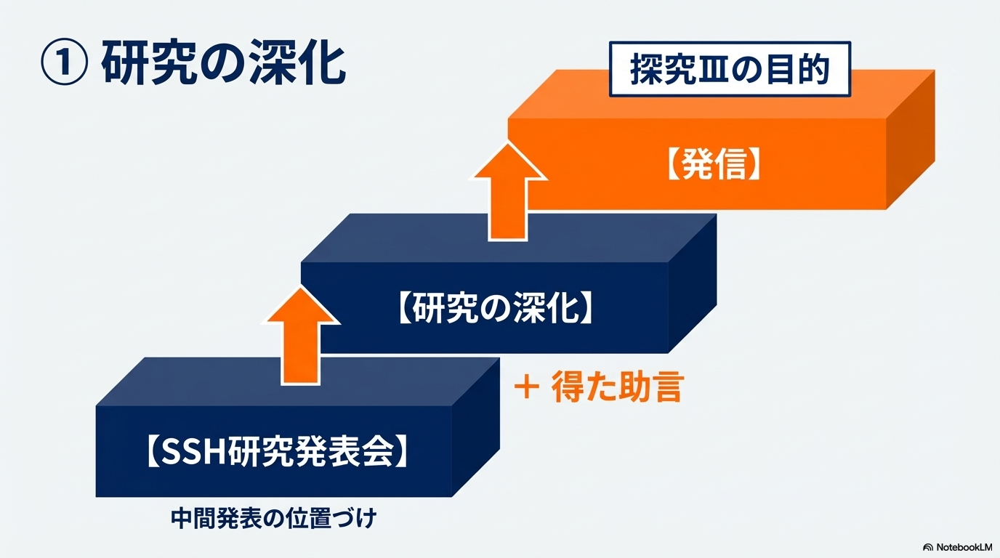 ① 研究の深化
探究Ⅲの目的
【発信】
【研究の深化】
＋ 得た助言
【SSH研究発表会】
中間発表の位置づけ
NotebookLM